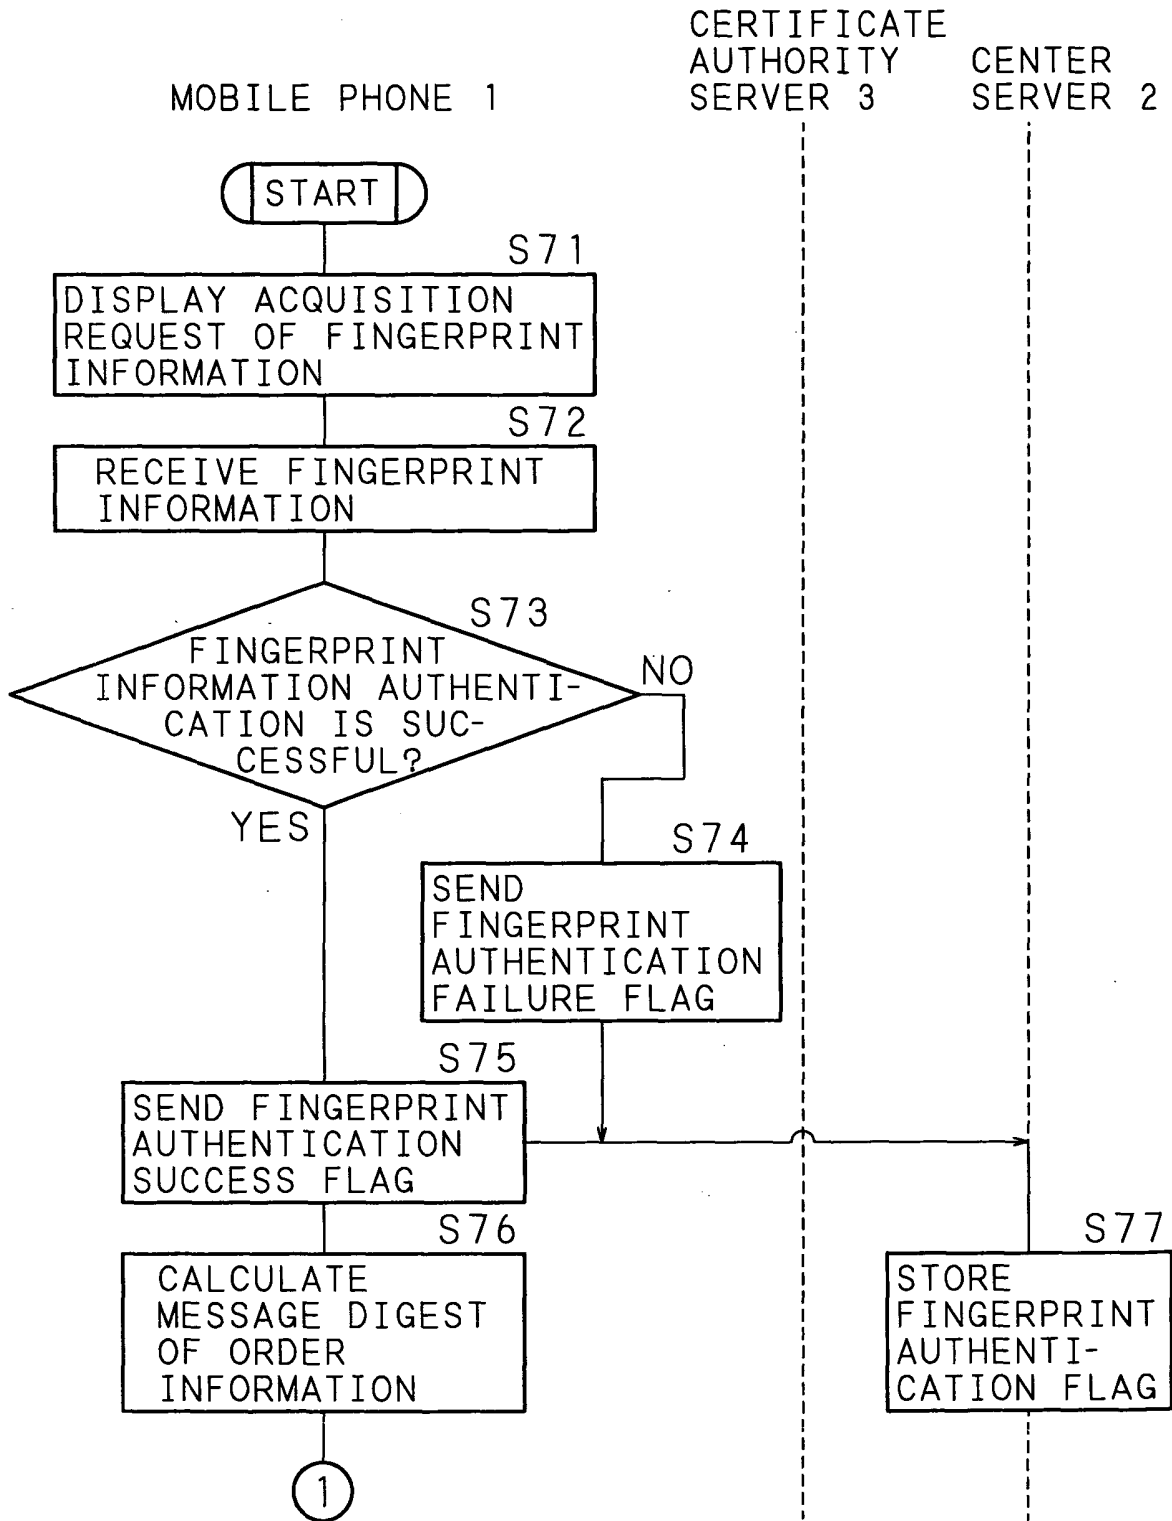 CERTIFICATE
AUTHORITY
SERVER 3
CENTER
SERVER 2
MOBILE PHONE 1
START
S71
DISPLAY ACQUISITION
REQUEST OF FINGERPRINT
INFORMATION
S72
RECEIVE FINGERPRINT
INFORMATION
S73
FINGERPRINT
INFORMATION AUTHENTI-
CATION IS SUC-
CESSFUL?
NO
YES
S74
SEND
FINGERPRINT
AUTHENTICATION
FAILURE FLAG
S75
SEND FINGERPRINT
AUTHENTICATION
SUCCESS FLAG
S76
CALCULATE
MESSAGE DIGEST
OF ORDER
INFORMATION
S77
STORE
FINGERPRINT
AUTHENTI-
CATION FLAG
1